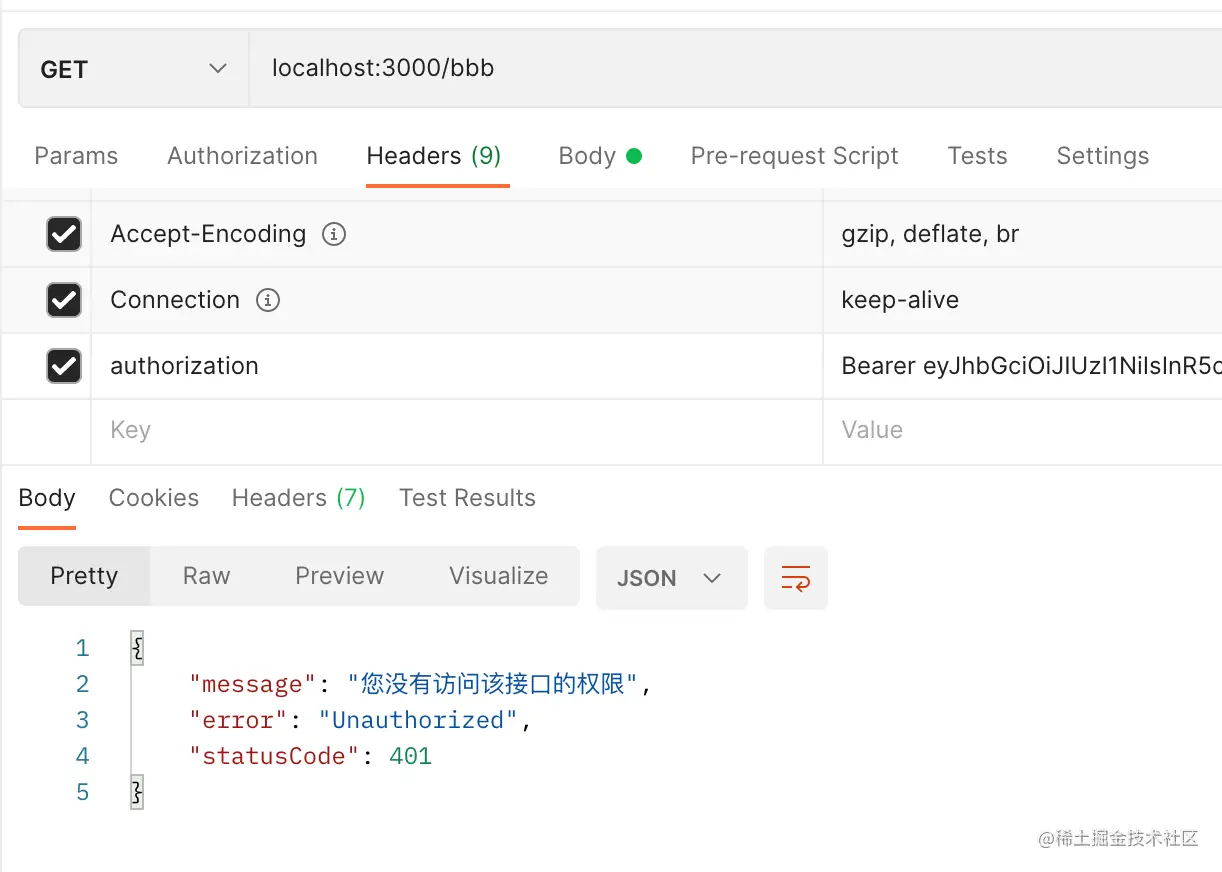 GET localhost:3000/bbb
Params Authorization Headers (9) Body Pre-request Script Tests Settings
Accept-Encoding gzip, deflate, br
Connection keep-alive
authorization Bearer eyJhbGciOiJIUzI1NiIsInR5c
Key Value
Body Cookies Headers (7) Test Results
Pretty Raw Preview Visualize JSON
1 {
2 "message": "您没有访问该接口的权限",
3 "error": "Unauthorized",
4 "statusCode": 401
5 }
@稀土掘金技术社区